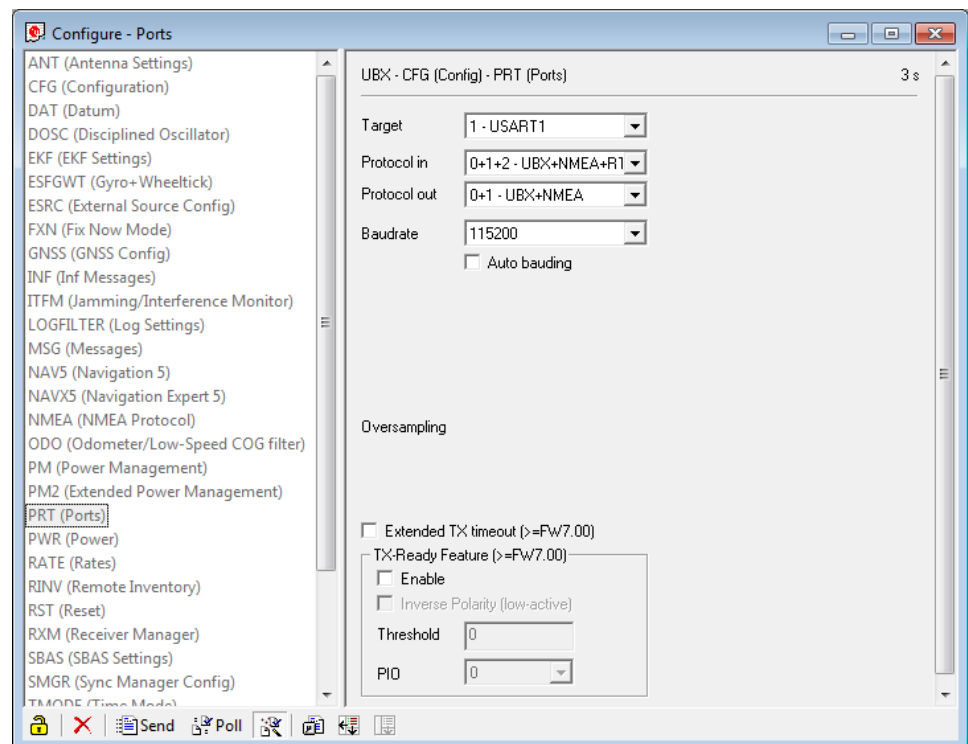 Configure - Ports
ANT (Antenna Settings)
CFG (Configuration)
DAT (Datum)
DOSC (Disciplined Oscillator)
EKF (EKF Settings)
ESFGWT (Gyro+Wheeltick)
ESRC (External Source Config)
FXN (Fix Now Mode)
GNSS (GNSS Config)
INF (Inf Messages)
ITFM (Jamming/Interference Monitor)
LOGFILTER (Log Settings)
MSG (Messages)
NAV5 (Navigation 5)
NAVX5 (Navigation Expert 5)
NMEA (NMEA Protocol)
ODO (Odometer/Low-Speed COG filter)
PM (Power Management)
PM2 (Extended Power Management)
PRT (Ports)
PWR (Power)
RATE (Rates)
RINV (Remote Inventory)
RST (Reset)
RXM (Receiver Manager)
SBAS (SBAS Settings)
SMGR (Sync Manager Config)
TMODE (Time Mode)
UBX - CFG (Config) - PRT (Ports) 3 s
Target 1 - USART1
Protocol in 0+1+2 - UBX+NMEA+RT
Protocol out 0+1 - UBX+NMEA
Baudrate 115200
Auto bauding
Oversampling
Extended TX timeout (>=FW7.00)
TX-Ready Feature (>=FW7.00)
Enable
Inverse Polarity (low-active)
Threshold 0
PIO 0
Send Poll